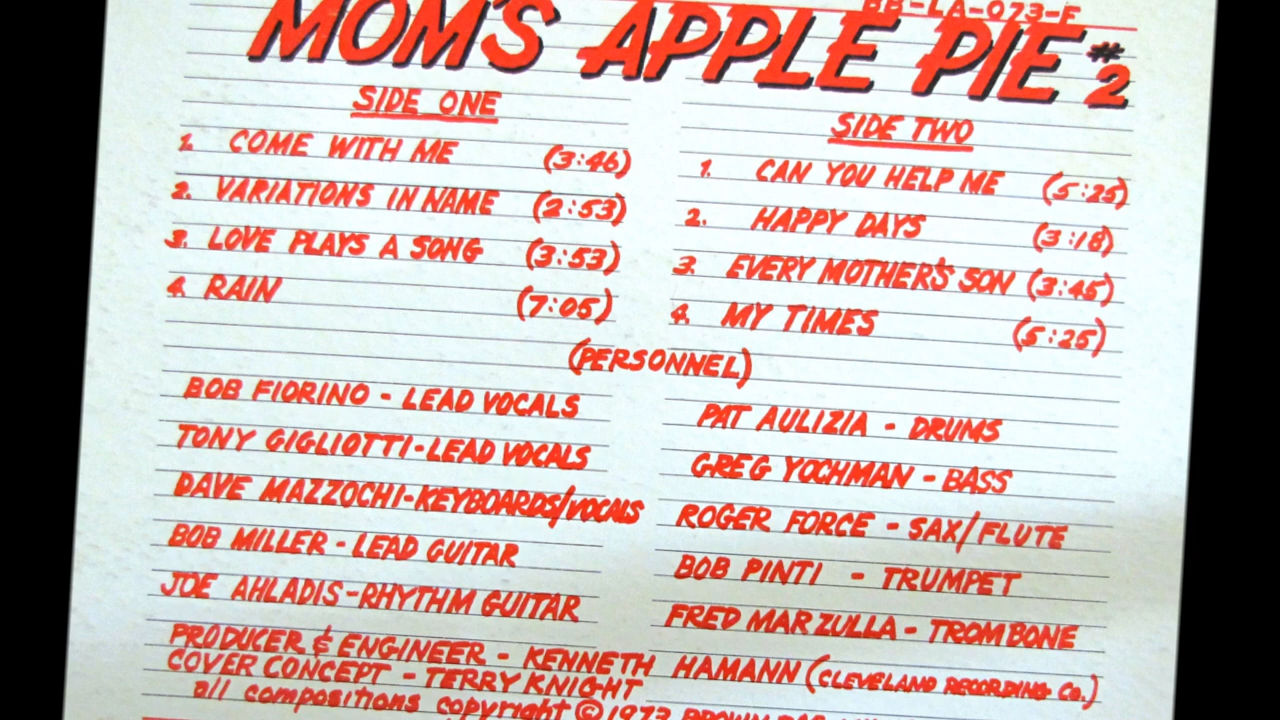 BB-LA-073-F
MOM'S APPLE PIE #2
SIDE ONE
1. COME WITH ME (3:46)
2. VARIATIONS IN NAME (2:53)
3. LOVE PLAYS A SONG (3:53)
4. RAIN (7:05)
SIDE TWO
1. CAN YOU HELP ME (5:25)
2. HAPPY DAYS (3:18)
3. EVERY MOTHER'S SON (3:45)
4. MY TIMES (5:25)
(PERSONNEL)
BOB FIORINO - LEAD VOCALS
TONY GIGLIOTTI - LEAD VOCALS
DAVE MAZZOCHI - KEYBOARDS/VOCALS
BOB MILLER - LEAD GUITAR
JOE AHLADIS - RHYTHM GUITAR
PAT AULIZIA - DRUMS
GREG YOCHMAN - BASS
ROGER FORCE - SAX/FLUTE
BOB PINTI - TRUMPET
FRED MARZULLA - TROMBONE
PRODUCER & ENGINEER - KENNETH HAMANN (CLEVELAND RECORDING Co.)
COVER CONCEPT - TERRY KNIGHT
all compositions copyright © 1973 BROWN